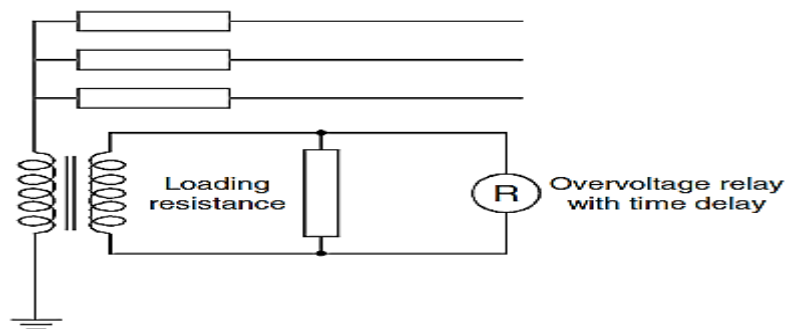 Loading
resistance
R
Overvoltage relay
with time delay